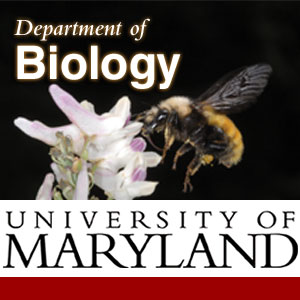 Department of
Biology
UNIVERSITY OF
MARYLAND